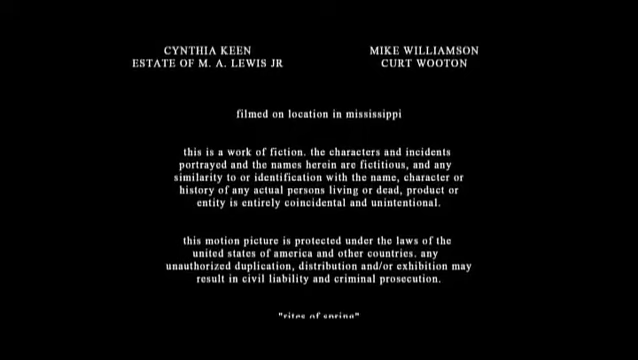 CYNTHIA KEEN
ESTATE OF M. A. LEWIS JR
MIKE WILLIAMSON
CURT WOOTON
filmed on location in mississippi
this is a work of fiction. the characters and incidents
portrayed and the names herein are fictitious, and any
similarity to or identification with the name, character or
history of any actual persons living or dead, product or
entity is entirely coincidental and unintentional.
this motion picture is protected under the laws of the
united states of america and other countries. any
unauthorized duplication, distribution and/or exhibition may
result in civil liability and criminal prosecution.
"rites of spring"